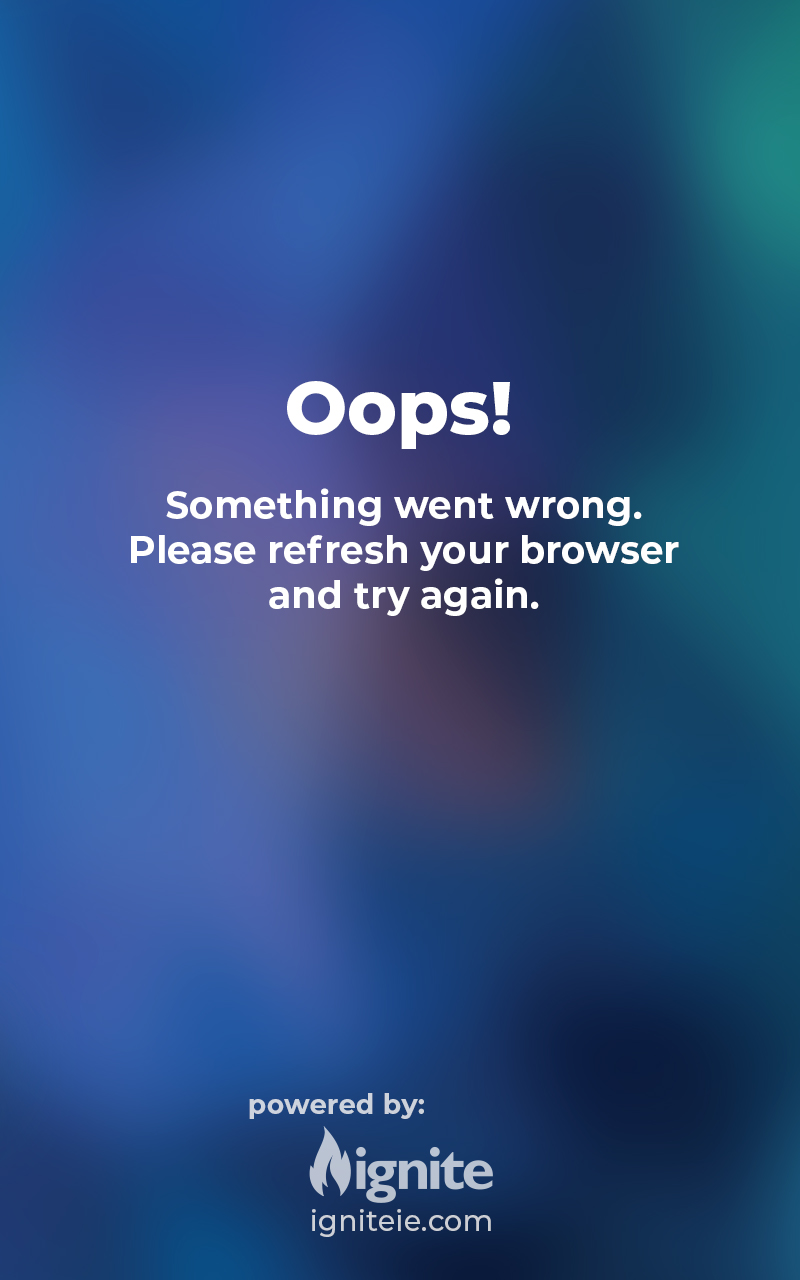 Oops!
Something went wrong.
Please refresh your browser
and try again.
powered by:
ignite
igniteie.com